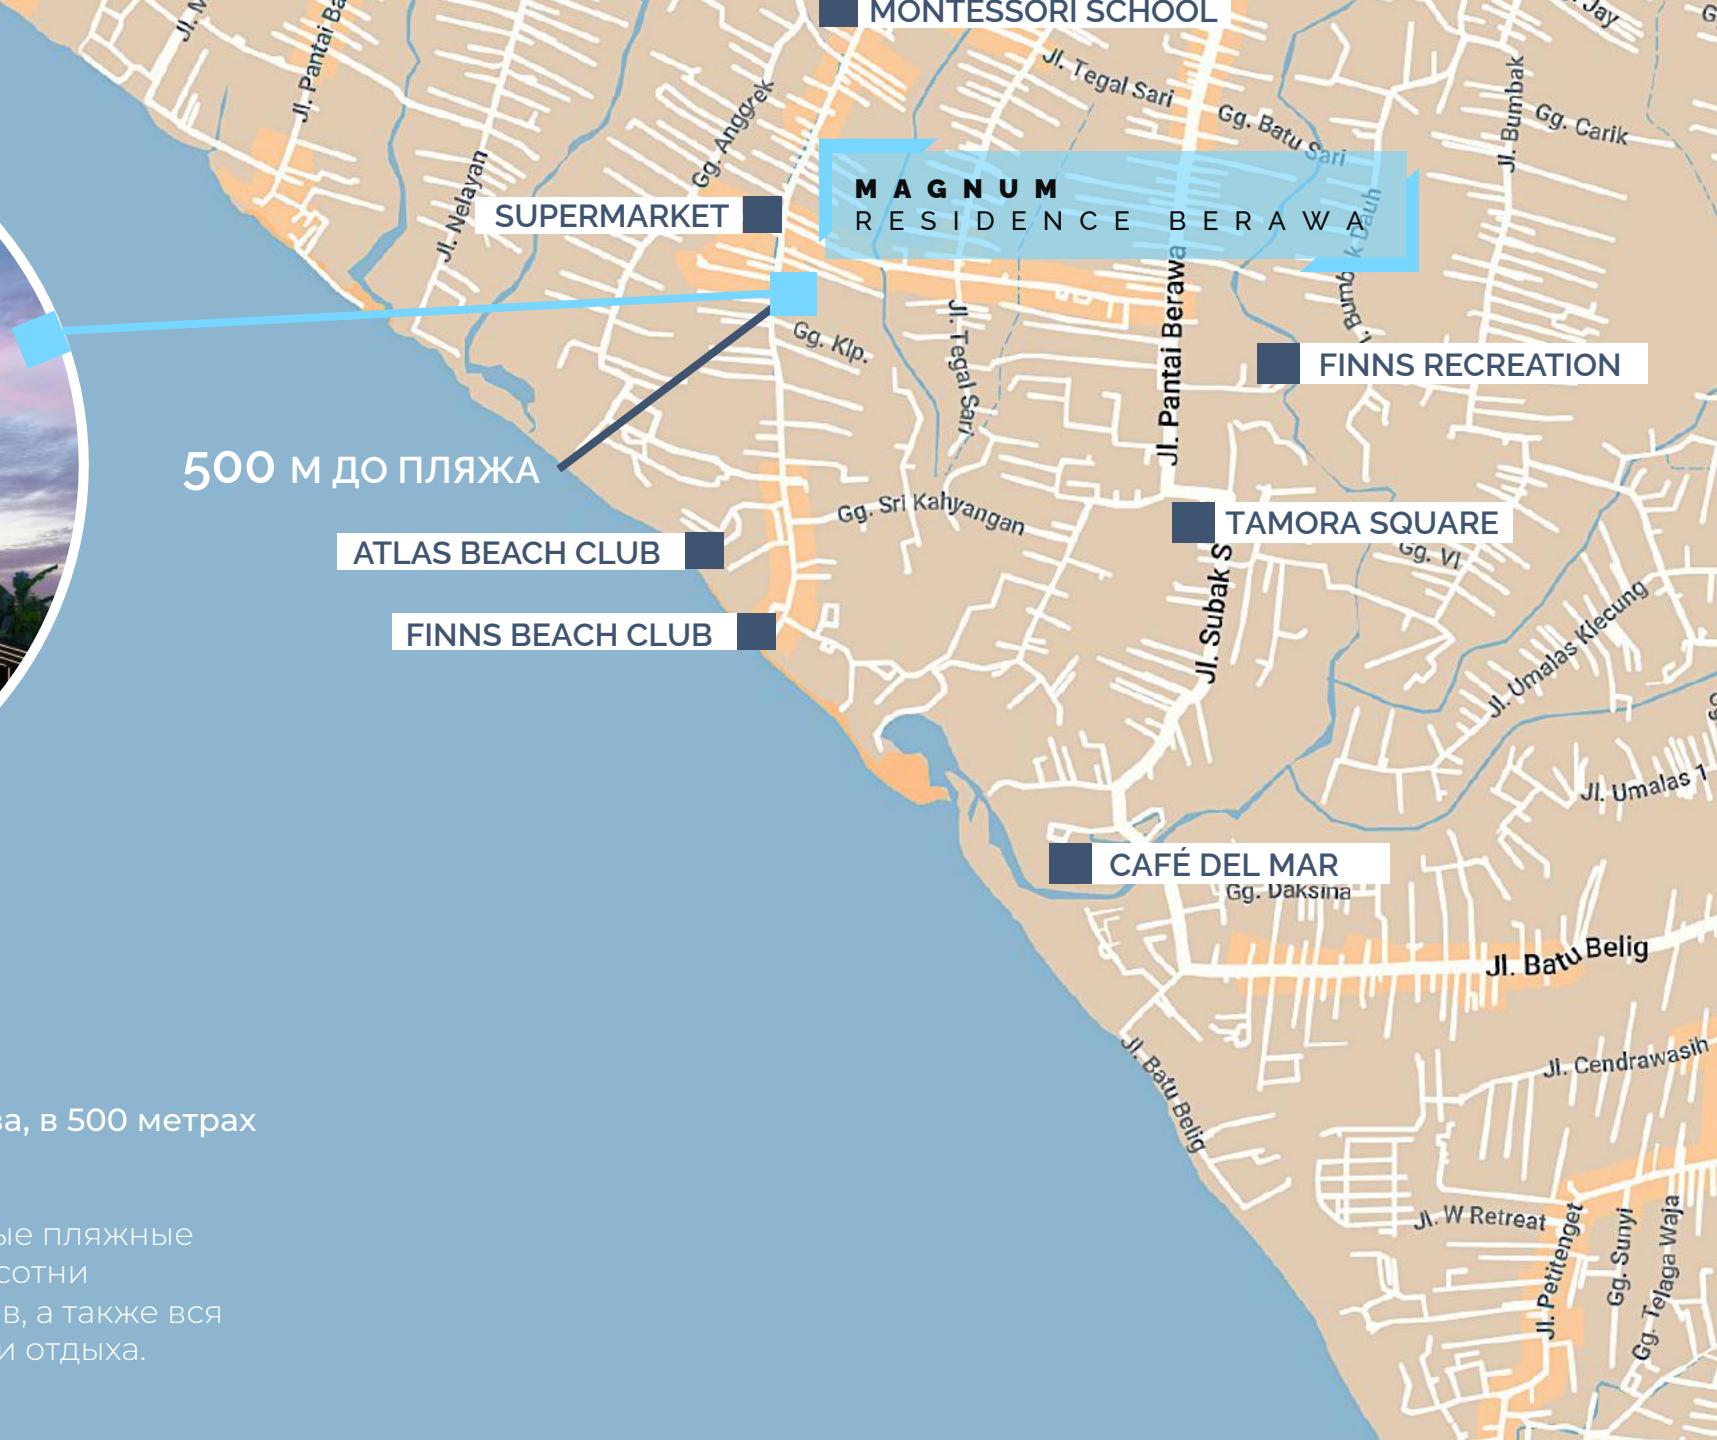 MONTESSORI SCHOOL
Jl. Pantai
Jl. Tegal Sari
Gg. Anggrek
Gg. Batu Sari
Jl. Bumbak
Gg. Carik
Jl. Nelayan
SUPERMARKET
MAGNUM
RESIDENCE BERAWA
Gg. Klp.
Jl. Tegal Sari
Jl. Pantai Berawa
FINNS RECREATION
500 М ДО ПЛЯЖА
Gg. Sri Kahyangan
TAMORA SQUARE
Gg. VI
ATLAS BEACH CLUB
Jl. Subak S
FINNS BEACH CLUB
Jl. Umalas Klecung
Jl. Umalas 1
CAFÉ DEL MAR
Gg. Daksina
Jl. Batu Belig
Jl. Batu Belig
Jl. Cendrawasih
ва, в 500 метрах
Jl. W Retreat
Jl. Petitenget
Gg. Sunyi
Gg. Telaga Waja
ые пляжные
сотни
в, а также вся
и отдыха.